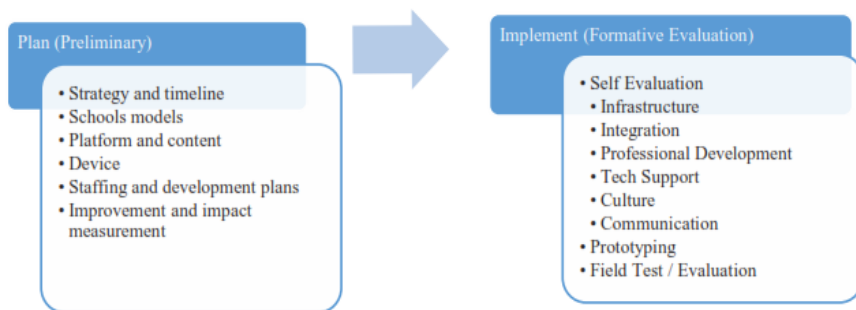 Plan (Preliminary)
• Strategy and timeline
• Schools models
• Platform and content
• Device
• Staffing and development plans
• Improvement and impact
measurement
Implement (Formative Evaluation)
• Self Evaluation
• Infrastructure
• Integration
• Professional Development
• Tech Support
• Culture
• Communication
• Prototyping
• Field Test / Evaluation